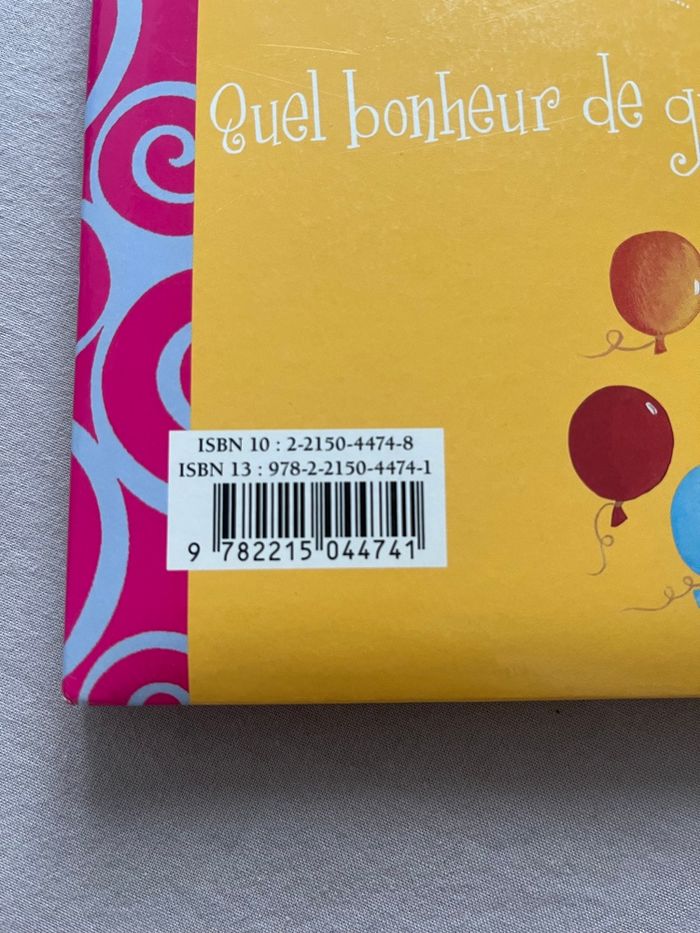 Quel bonheur de
ISBN 10 : 2-2150-4474-8
ISBN 13 : 978-2-2150-4474-1
9 782215 044741